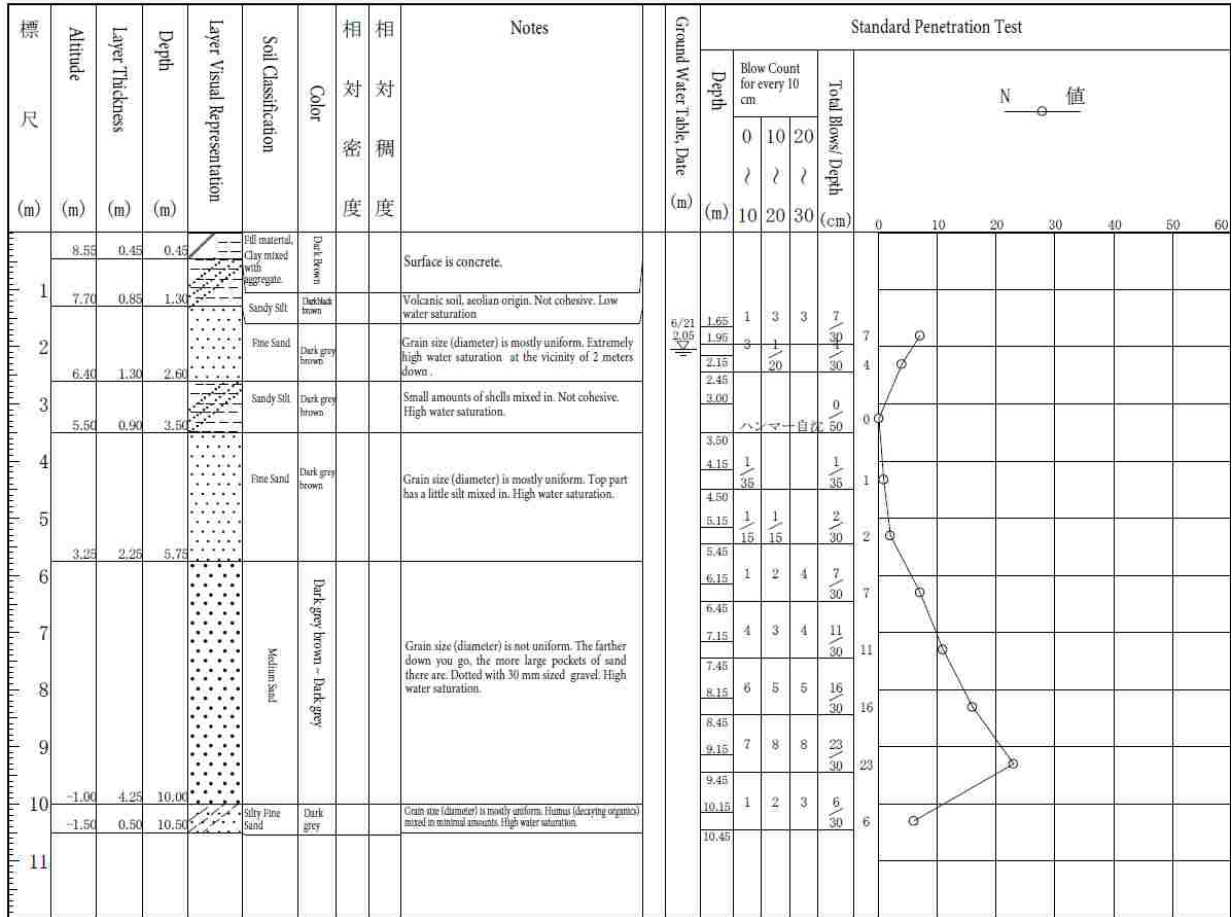 標尺 (m)
Altitude (m)
Layer Thickness (m)
Depth (m)
Layer Visual Representation
Soil Classification
Color
相対密度
相対稠度
Notes
Ground Water Table, Date (m)
Standard Penetration Test
Depth (m)
Blow Count
for every 10
cm
0 10 20
~ ~ ~
10 20 30
Total Blows/ Depth (cm)
N 値
0 10 20 30 40 50 60
1
2
3
4
5
6
7
8
9
10
11
8.55 0.45 0.45
Fill material,
Clay mixed
with
aggregate.
Dark Brown
Surface is concrete.
7.70 0.85 1.30
Sandy Silt
Dark black
brown
Volcanic soil, aeolian origin. Not cohesive. Low
water saturation
6.40 1.30 2.60
Fine Sand
Dark grey
brown
Grain size (diameter) is mostly uniform. Extremely
high water saturation at the vicinity of 2 meters
down .
5.50 0.90 3.50
Sandy Silt
Dark grey
brown
Small amounts of shells mixed in. Not cohesive.
High water saturation.
3.25 2.25 5.75
Fine Sand
Dark grey
brown
Grain size (diameter) is mostly uniform. Top part
has a little silt mixed in. High water saturation.
-1.00 4.25 10.00
Medium Sand
Dark grey brown ~ Dark grey
Grain size (diameter) is not uniform. The farther
down you go, the more large pockets of sand
there are. Dotted with 30 mm sized gravel. High
water saturation.
-1.50 0.50 10.50
Silty Fine
Sand
Dark
grey
Grain size (diameter) is mostly uniform. Humus (decaying organics)
mixed in minimal amounts. High water saturation.
6/21
2.05
1.65 1 3 3 7/30 7
1.95
2.15 3 1/20 4/30 4
2.45
3.00 ハンマー自沈 0/50 0
3.50
4.15 1/35 1/35 1
4.50
5.15 1/15 1/15 2/30 2
5.45
6.15 1 2 4 7/30 7
6.45
7.15 4 3 4 11/30 11
7.45
8.15 6 5 5 16/30 16
8.45
9.15 7 8 8 23/30 23
9.45
10.15 1 2 3 6/30 6
10.45